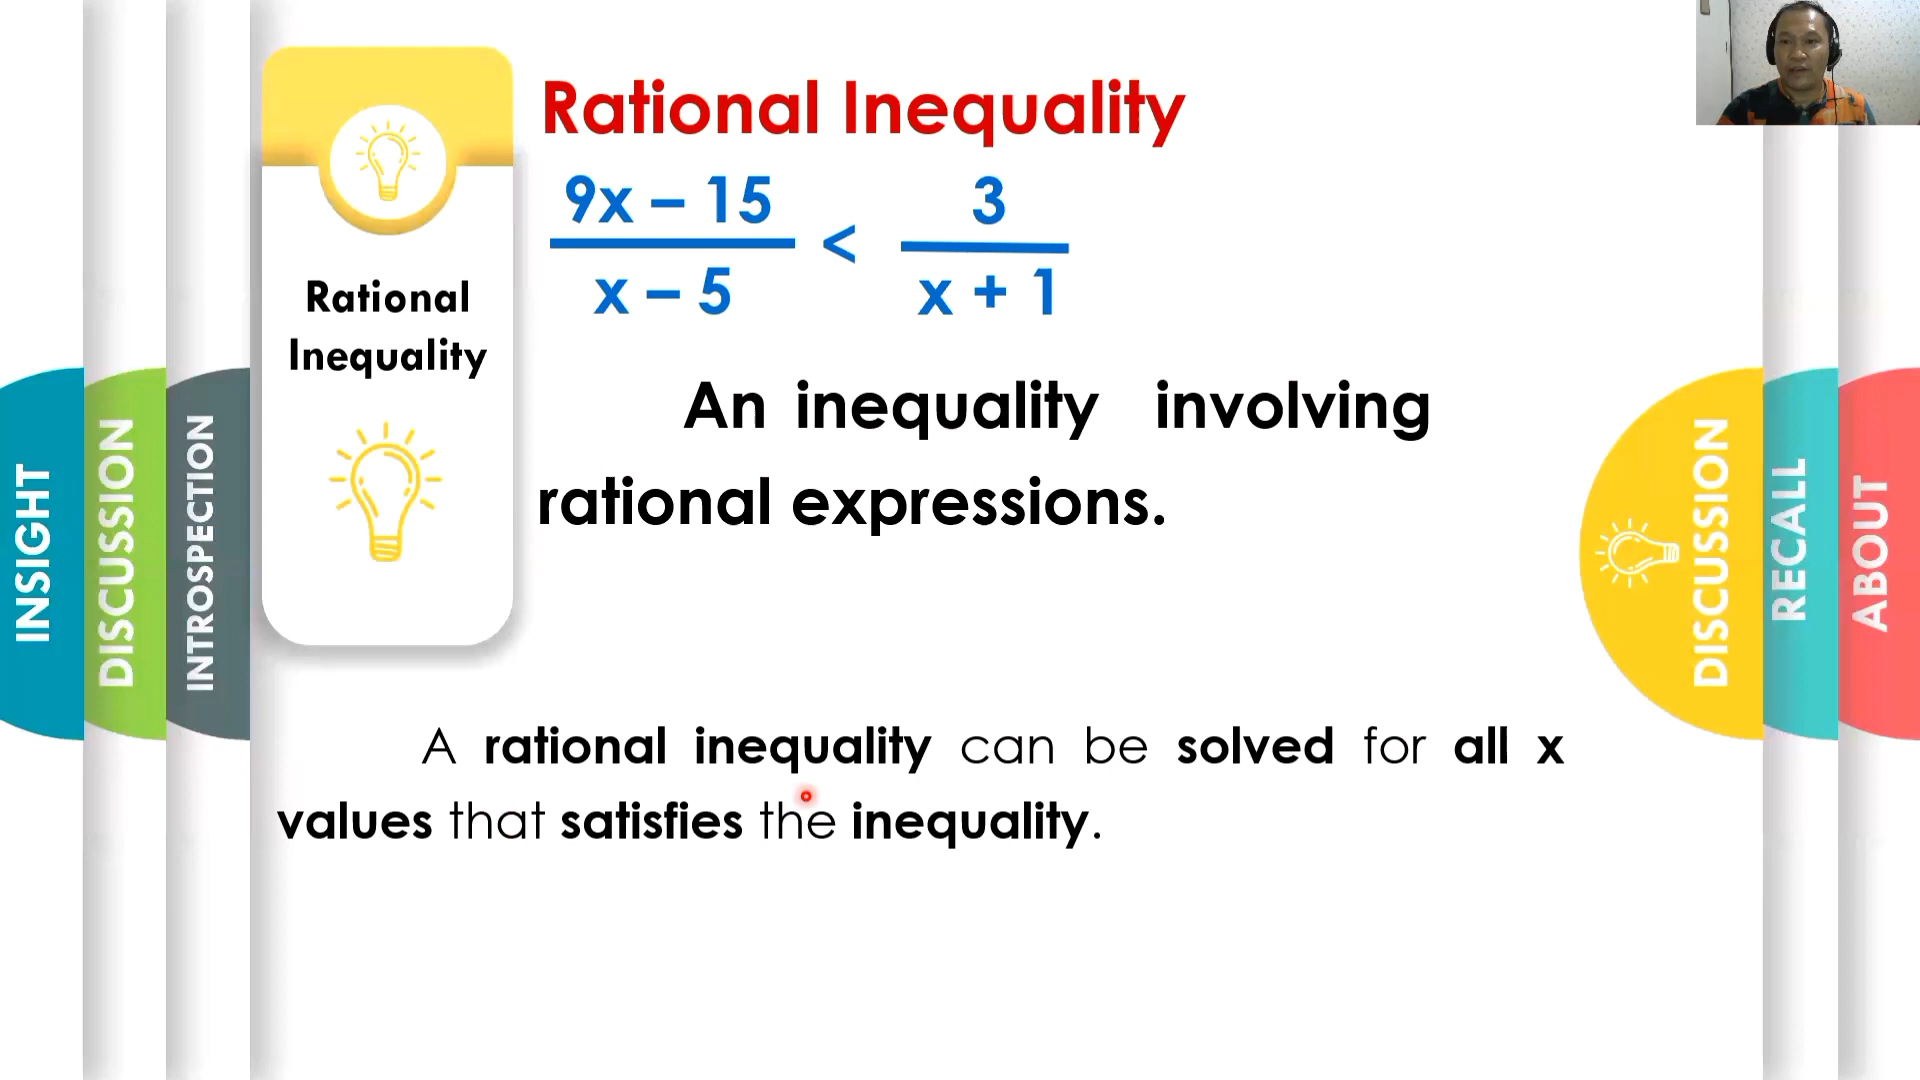 Rational Inequality
9x – 15
x – 5
<
3
x + 1
Rational
Inequality
An inequality involving
rational expressions.
A rational inequality can be solved for all x
values that satisfies the inequality.
INSIGHT
DISCUSSION
INTROSPECTION
DISCUSSION
RECALL
ABOUT